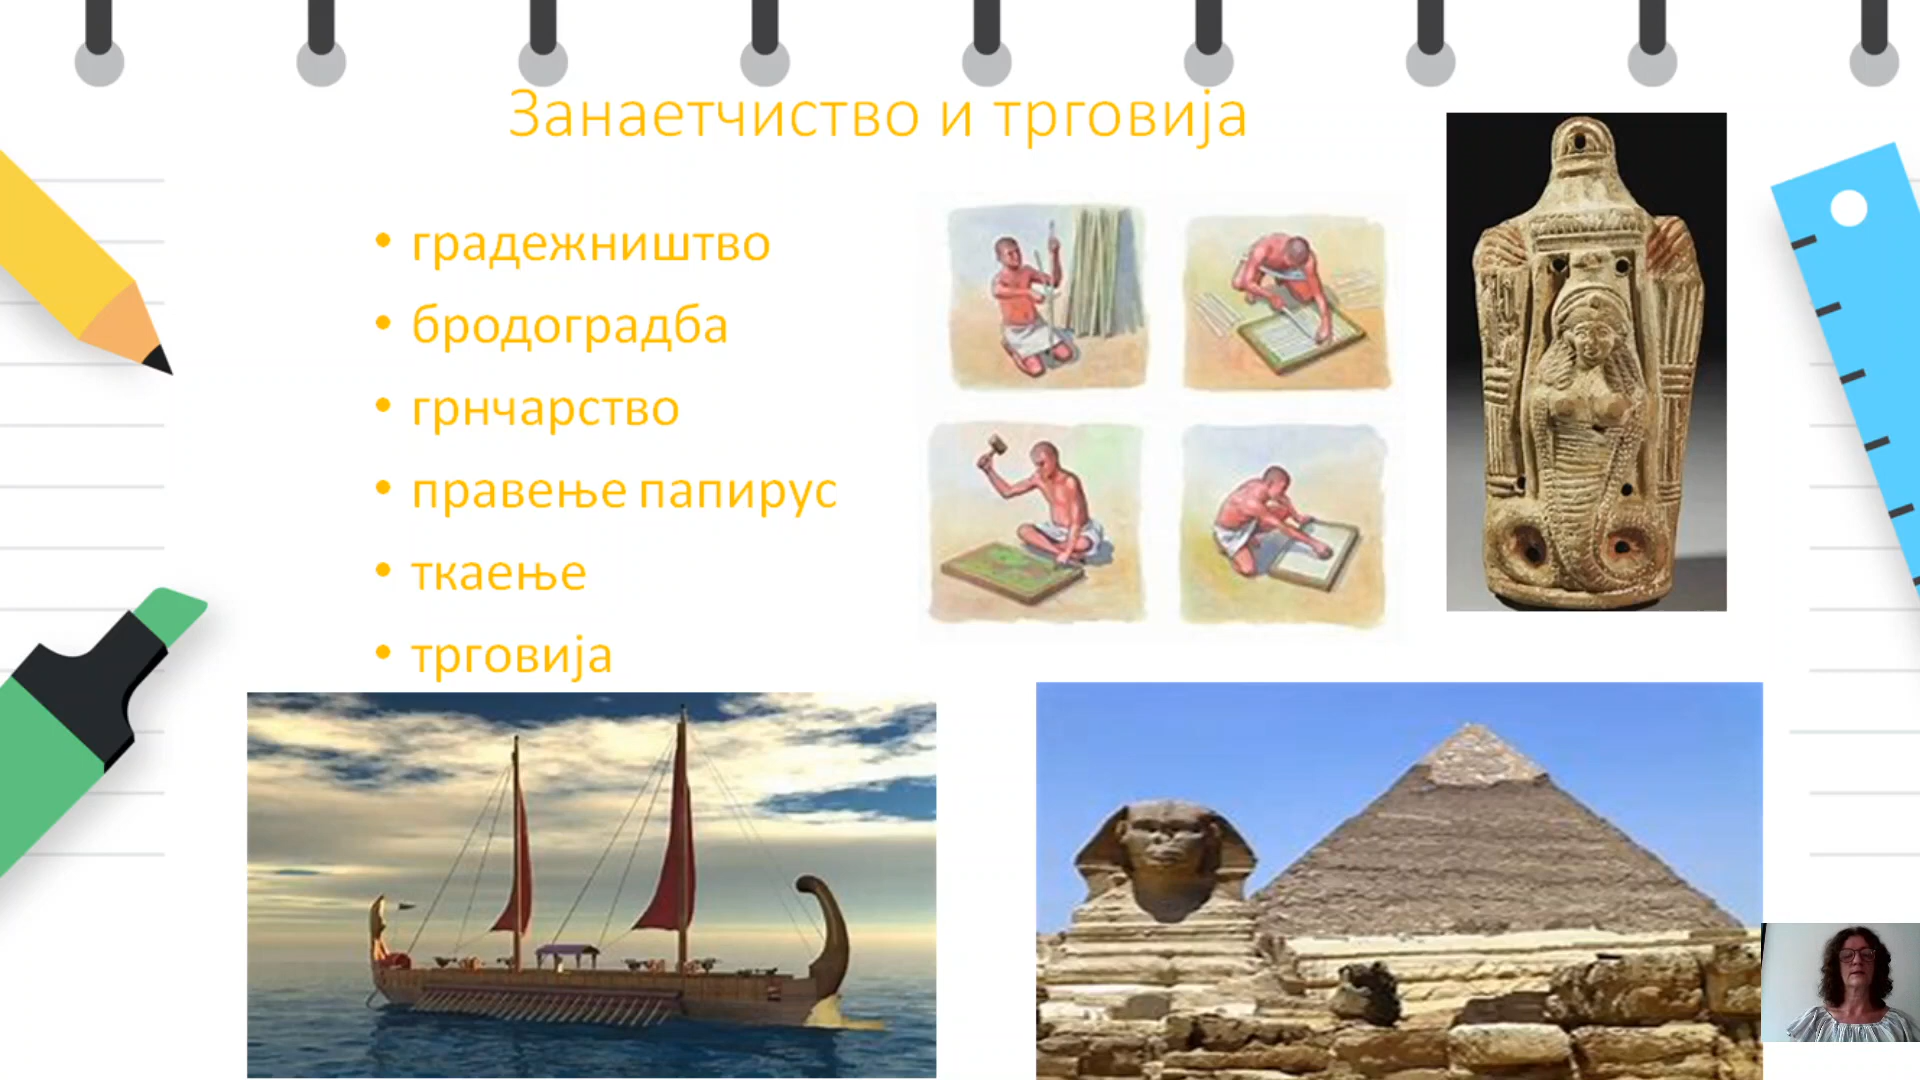 Занаетчиство и трговија
• градежништво
• бродоградба
• грнчарство
• правење папирус
• ткаење
• трговија